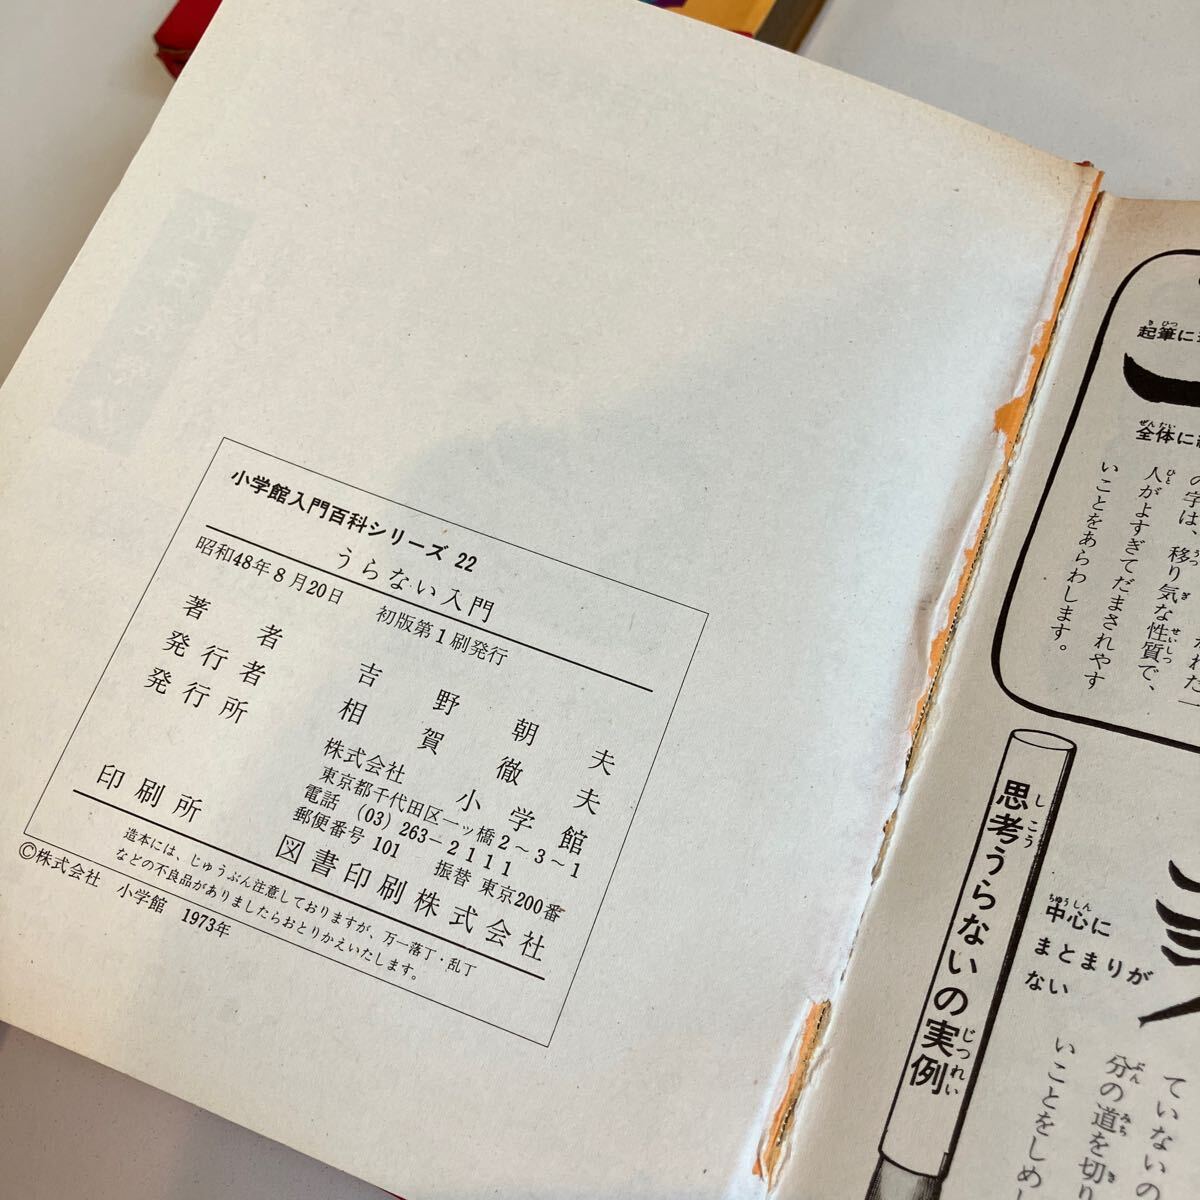 小学館入門百科シリーズ 22
うらない入門
昭和48年8月20日 初版第1刷発行
著者 吉野朝夫
発行者 相賀徹夫
発行所 株式会社 小学館
東京都千代田区一ッ橋2～3～1
電話 (03) 263－2111
郵便番号 101 振替 東京200番
印刷所 図書印刷株式会社
造本には、じゅうぶん注意しておりますが、万一落丁・乱丁
などの不良品がありましたらおとりかえいたします。
©株式会社 小学館 1973年
起筆に
全体に
の字は、移り気な性質で、
人がよすぎてだまされやす
いことをあらわします。
思考うらないの実例
中心に
まとまりが
ない
ていないの
分の道を切り
いことをしめ